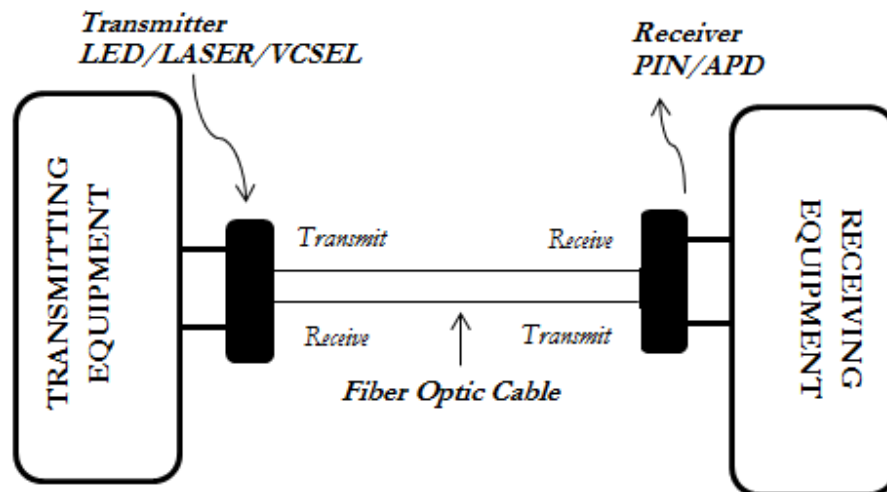 Transmitter
LED/LASER/VCSEL
Receiver
PIN/APD
TRANSMITTING
EQUIPMENT
Transmit
Receive
Receive
Transmit
Fiber Optic Cable
RECEIVING
EQUIPMENT